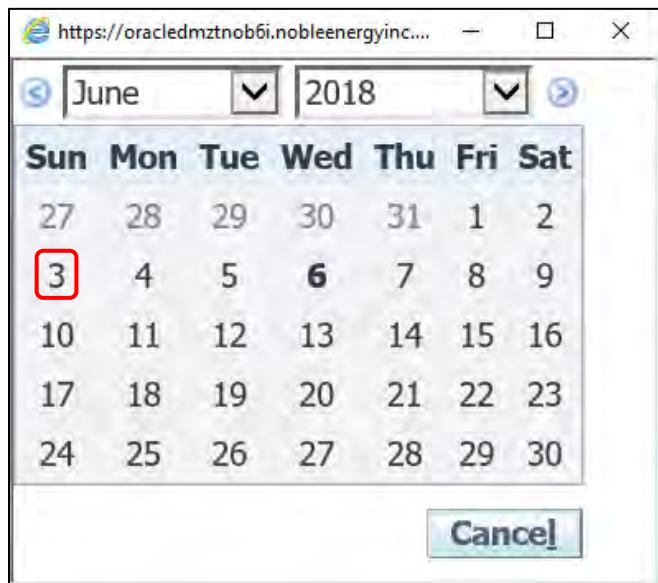 https://oracledmztnob6i.nobleenergyinc....
June 2018
Sun Mon Tue Wed Thu Fri Sat
27 28 29 30 31 1 2
3 4 5 6 7 8 9
10 11 12 13 14 15 16
17 18 19 20 21 22 23
24 25 26 27 28 29 30
Cancel